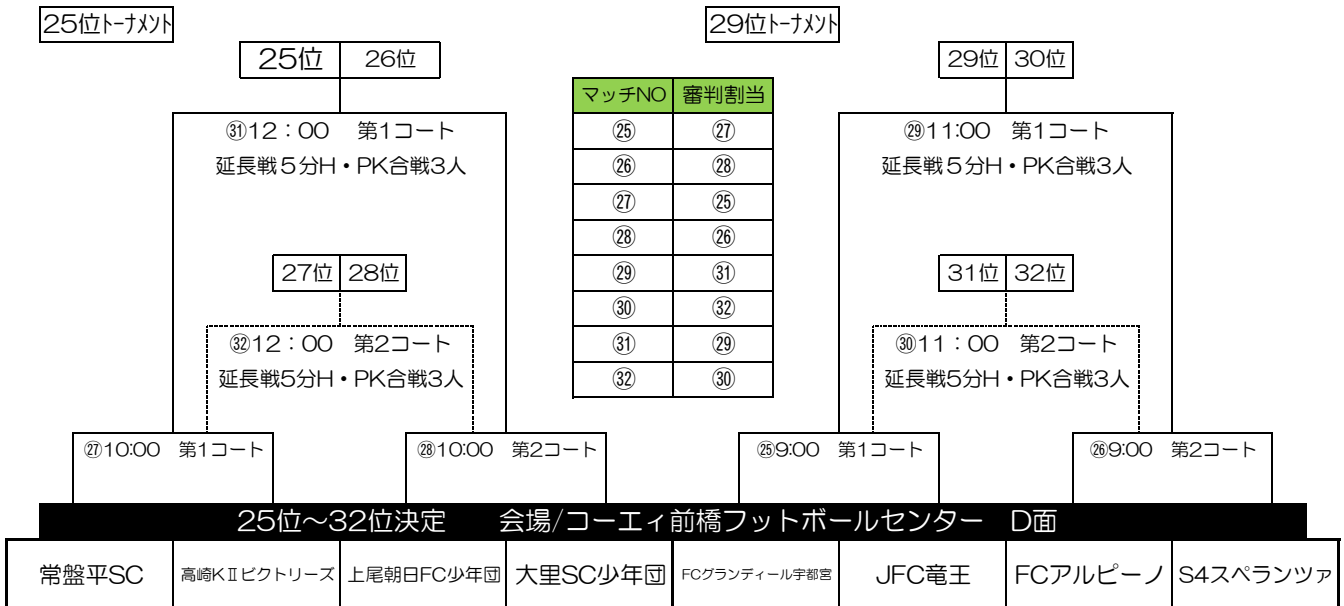 25位トーナメント
29位トーナメント
25位 26位
29位 30位
マッチNO 審判割当
㉕ ㉗
㉖ ㉘
㉗ ㉕
㉘ ㉖
㉙ ㉛
㉚ ㉜
㉛ ㉙
㉜ ㉚
㉛12：00 第1コート
延長戦５分H・PK合戦3人
㉙11:00 第1コート
延長戦５分H・PK合戦3人
27位 28位
31位 32位
㉜12：00 第2コート
延長戦5分H・PK合戦3人
㉚11：00 第2コート
延長戦5分H・PK合戦3人
㉗10:00 第1コート
㉘10:00 第2コート
㉕9:00 第1コート
㉖9:00 第2コート
25位～32位決定 会場/コーエィ前橋フットボールセンター D面
常盤平SC 高崎KⅡビクトリーズ 上尾朝日FC少年団 大里SC少年団 FCグランディール宇都宮 JFC竜王 FCアルピーノ S4スペランツァ